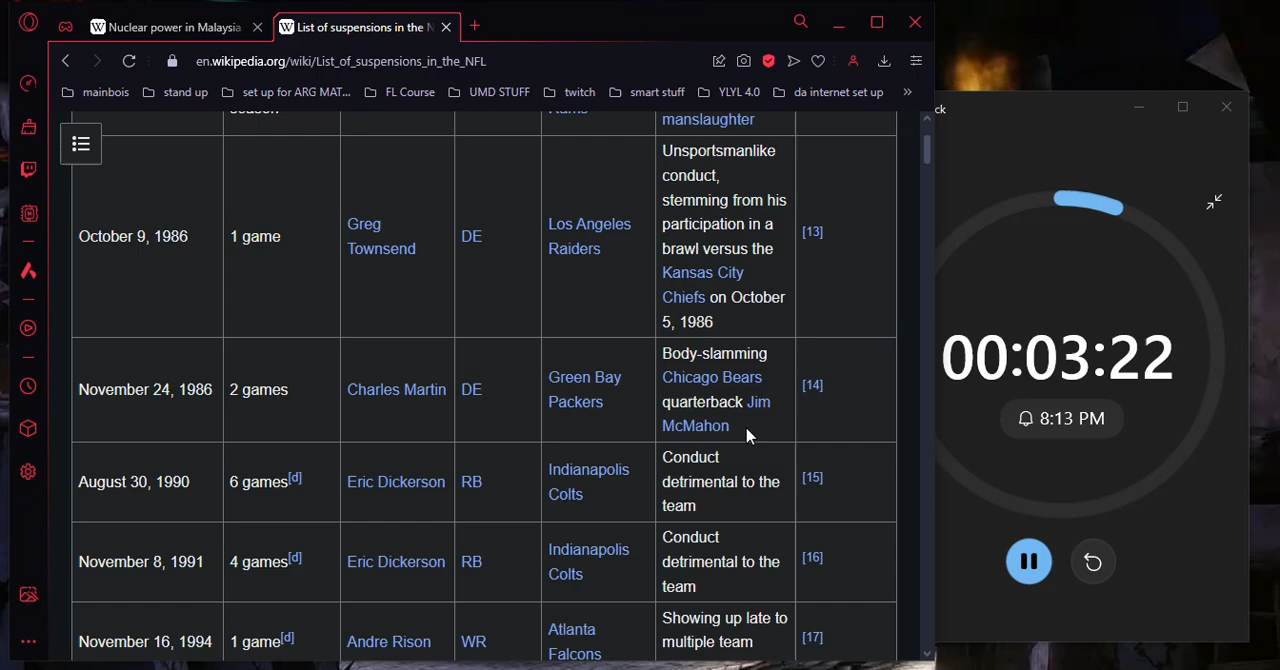 Nuclear power in Malaysia
List of suspensions in the N
en.wikipedia.org/wiki/List_of_suspensions_in_the_NFL
mainbois
stand up
set up for ARG MAT...
FL Course
UMD STUFF
twitch
smart stuff
YLYL 4.0
da internet set up
»
manslaughter
October 9, 1986
1 game
Greg
Townsend
DE
Los Angeles
Raiders
Unsportsmanlike
conduct,
stemming from his
participation in a
brawl versus the
Kansas City
Chiefs on October
5, 1986
[13]
November 24, 1986
2 games
Charles Martin
DE
Green Bay
Packers
Body-slamming
Chicago Bears
quarterback Jim
McMahon
[14]
August 30, 1990
6 games[d]
Eric Dickerson
RB
Indianapolis
Colts
Conduct
detrimental to the
team
[15]
November 8, 1991
4 games[d]
Eric Dickerson
RB
Indianapolis
Colts
Conduct
detrimental to the
team
[16]
November 16, 1994
1 game[d]
Andre Rison
WR
Atlanta
Falcons
Showing up late to
multiple team
[17]
ck
00:03:22
8:13 PM